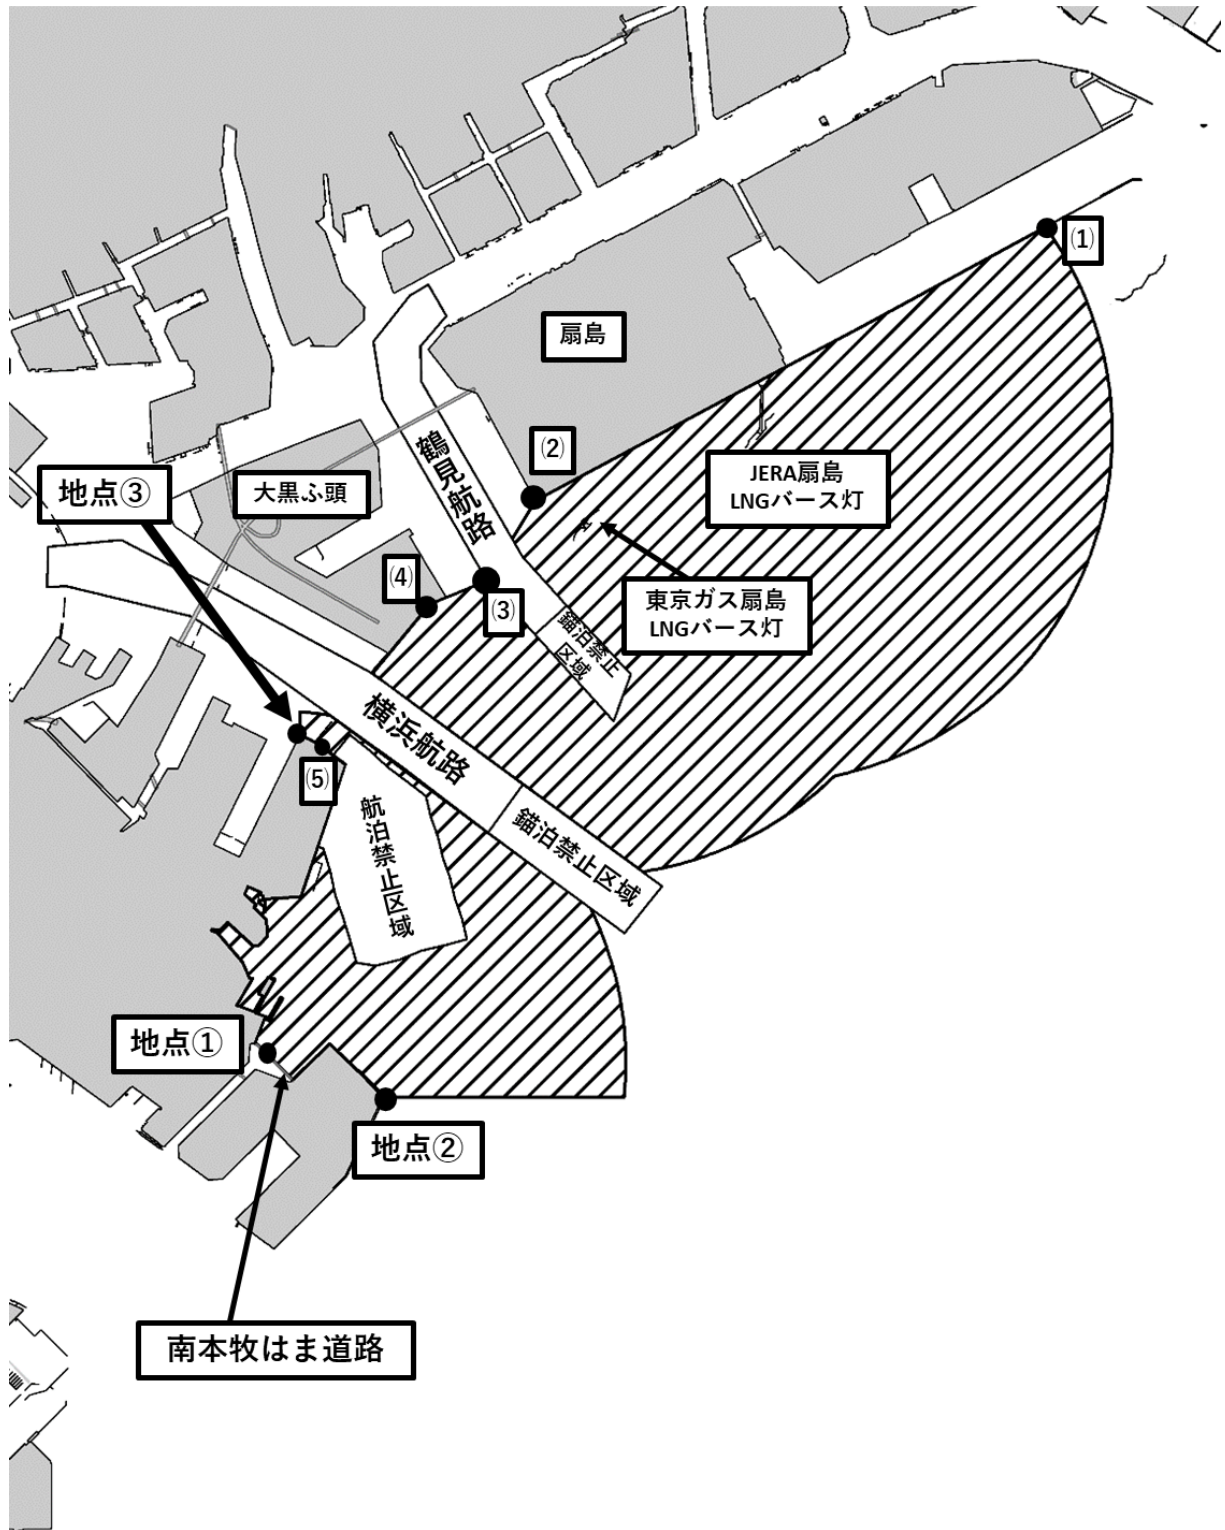 ⑴
扇島
⑵
鶴見航路
JERA扇島
LNGバース灯
地点③
大黒ふ頭
⑷
⑶
東京ガス扇島
LNGバース灯
錨泊禁止
区域
横浜航路
⑸
航泊禁止区域
錨泊禁止区域
地点①
地点②
南本牧はま道路